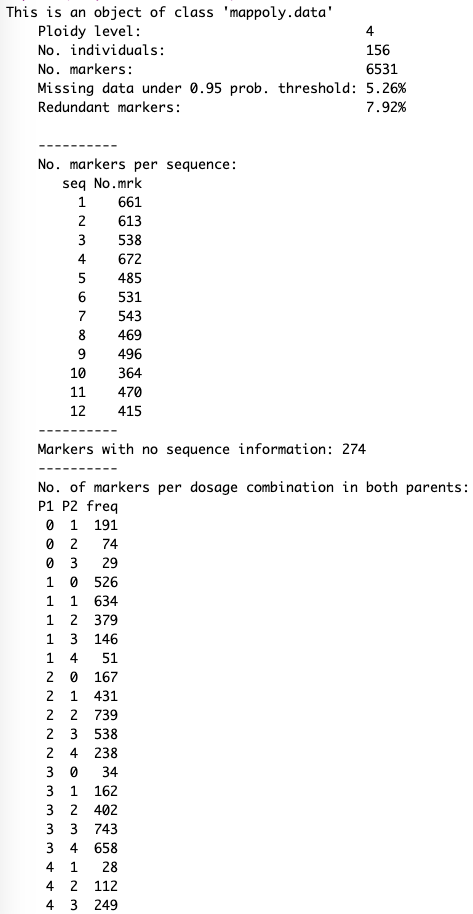 This is an object of class 'mappoly.data'
    Ploidy level:                            4
    No. individuals:                         156
    No. markers:                             6531
    Missing data under 0.95 prob. threshold: 5.26%
    Redundant markers:                       7.92%

    ----------
    No. markers per sequence:
       seq No.mrk
         1    661
         2    613
         3    538
         4    672
         5    485
         6    531
         7    543
         8    469
         9    496
        10    364
        11    470
        12    415
    ----------
    Markers with no sequence information: 274
    ----------
    No. of markers per dosage combination in both parents:
    P1 P2 freq
     0  1  191
     0  2   74
     0  3   29
     1  0  526
     1  1  634
     1  2  379
     1  3  146
     1  4   51
     2  0  167
     2  1  431
     2  2  739
     2  3  538
     2  4  238
     3  0   34
     3  1  162
     3  2  402
     3  3  743
     3  4  658
     4  1   28
     4  2  112
     4  3  249